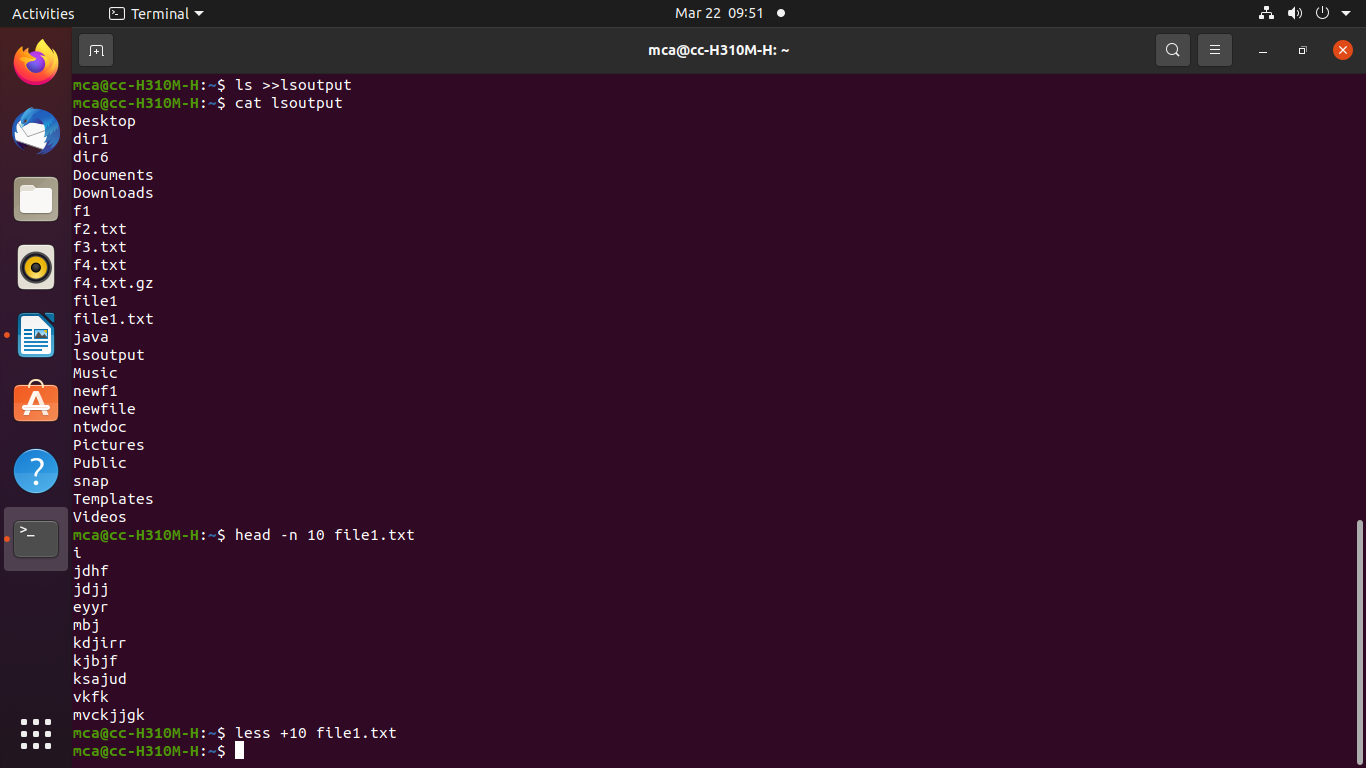 Activities
Terminal
Mar 22 09:51
mca@cc-H310M-H: ~
mca@cc-H310M-H:~$ ls >>lsoutput
mca@cc-H310M-H:~$ cat lsoutput
Desktop
dir1
dir6
Documents
Downloads
f1
f2.txt
f3.txt
f4.txt
f4.txt.gz
file1
file1.txt
java
lsoutput
Music
newf1
newfile
ntwdoc
Pictures
Public
snap
Templates
Videos
mca@cc-H310M-H:~$ head -n 10 file1.txt
i
jdhf
jdjj
eyyr
mbj
kdjirr
kjbjf
ksajud
vkfk
mvckjjgk
mca@cc-H310M-H:~$ less +10 file1.txt
mca@cc-H310M-H:~$